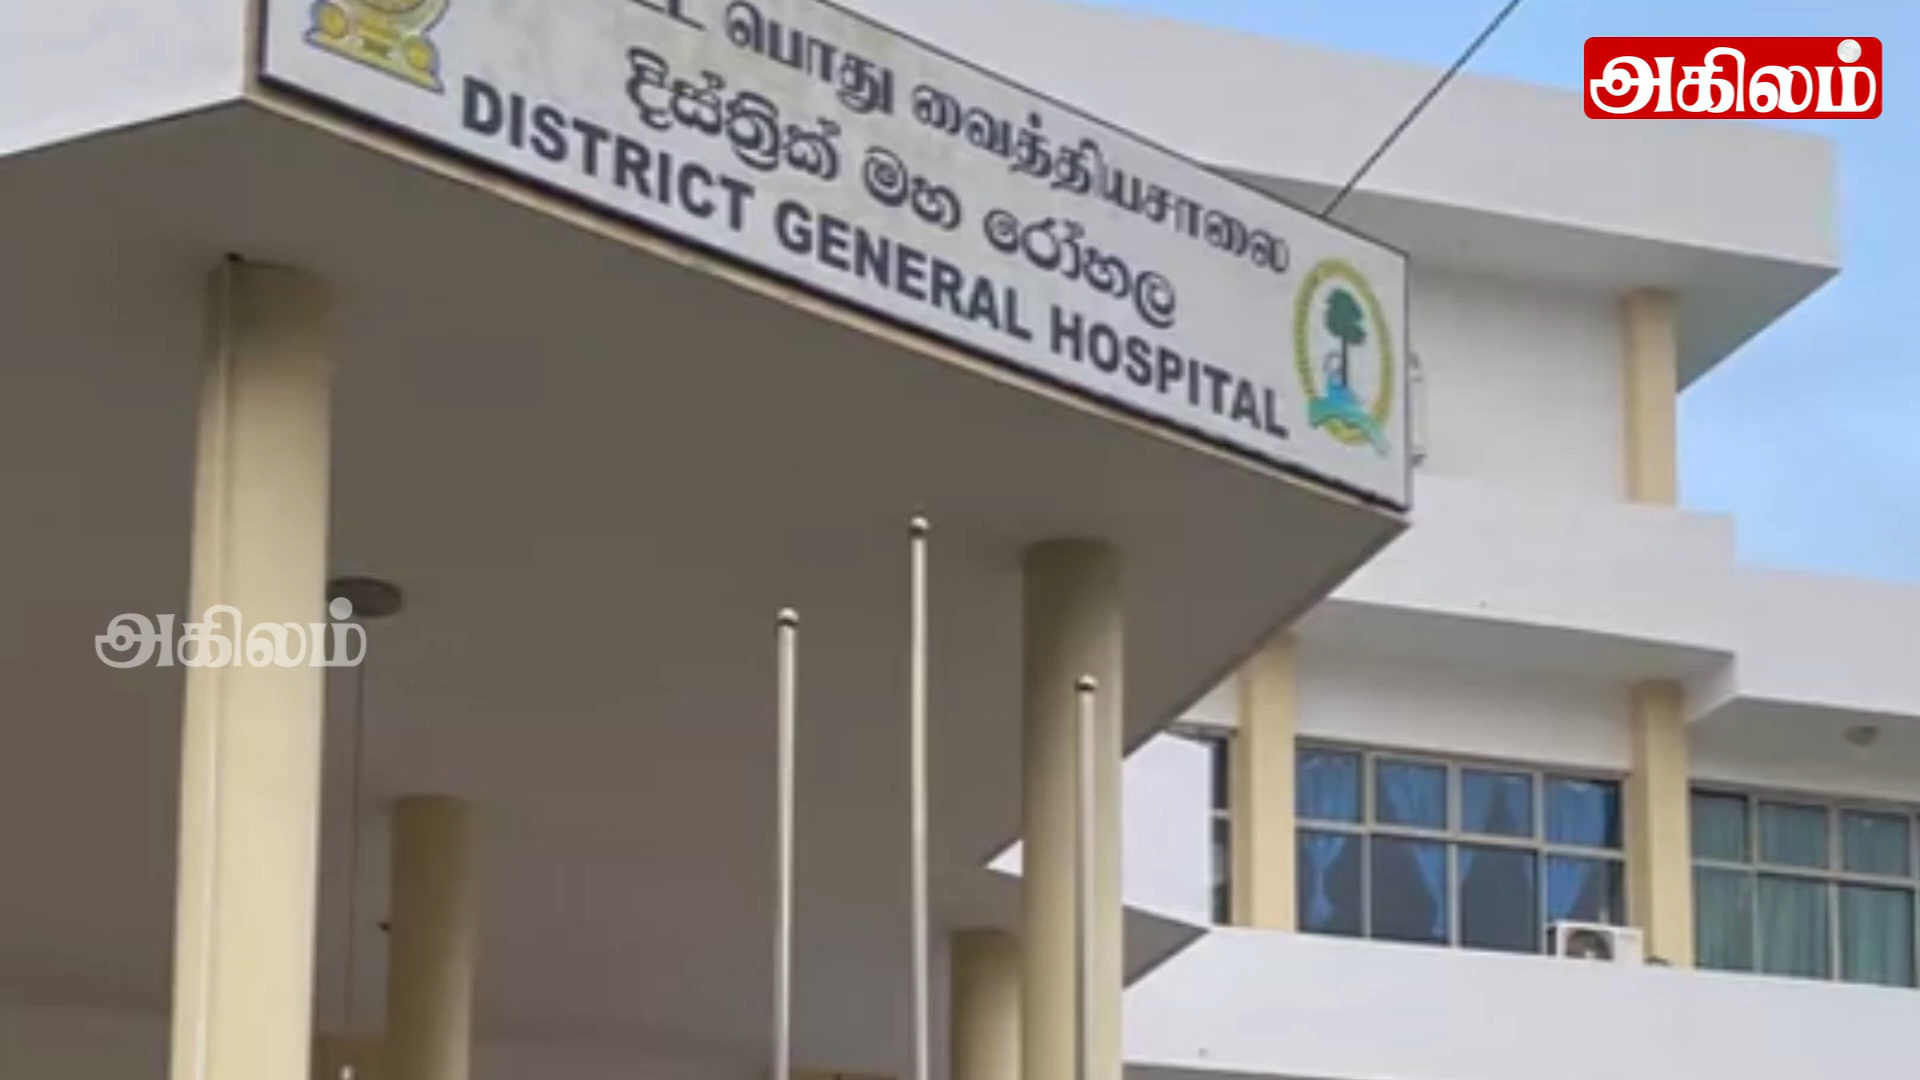 அகிலம்
பொது வைத்தியசாலை
දිස්ත්‍රික් මහ රෝහල
DISTRICT GENERAL HOSPITAL
அகிலம்